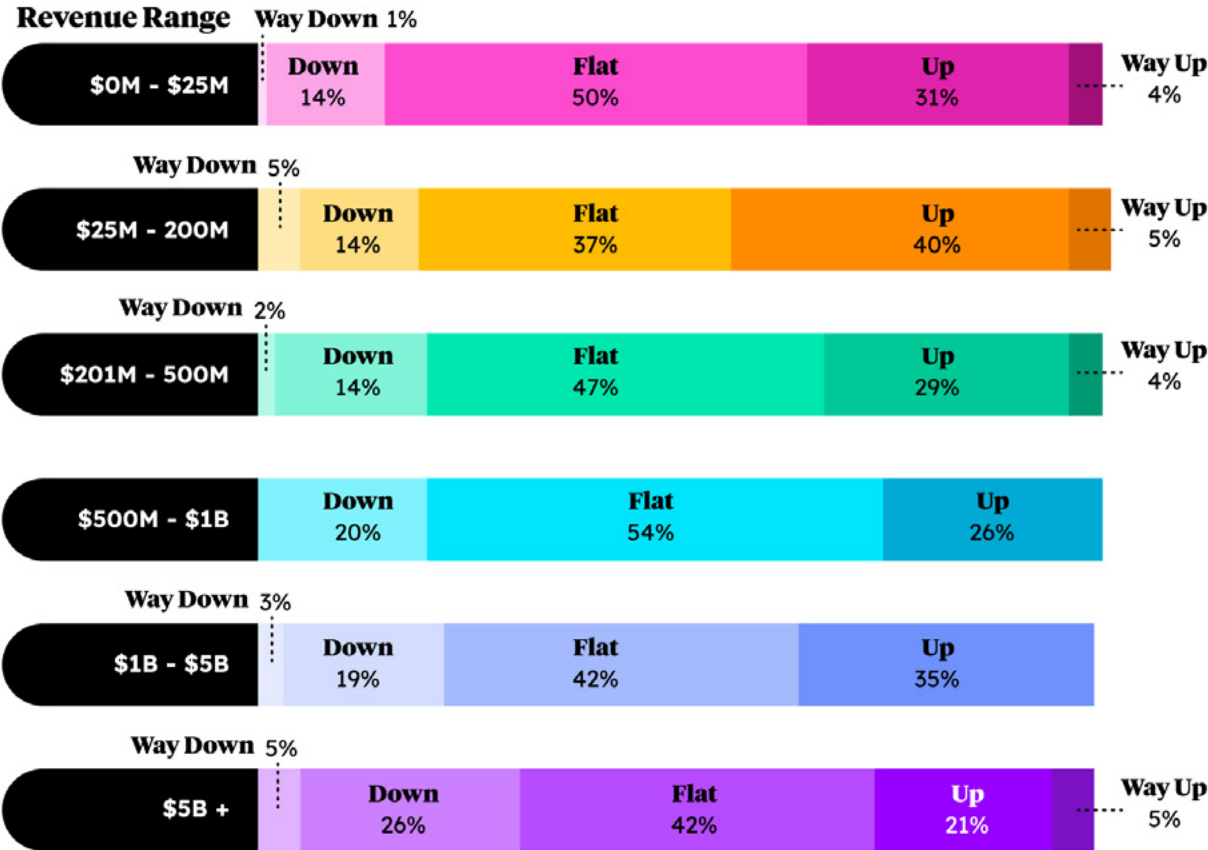 Revenue Range
Way Down 1%
$0M - $25M
Down
14%
Flat
50%
Up
31%
Way Up
4%
Way Down 5%
$25M - 200M
Down
14%
Flat
37%
Up
40%
Way Up
5%
Way Down 2%
$201M - 500M
Down
14%
Flat
47%
Up
29%
Way Up
4%
$500M - $1B
Down
20%
Flat
54%
Up
26%
Way Down 3%
$1B - $5B
Down
19%
Flat
42%
Up
35%
Way Down 5%
$5B +
Down
26%
Flat
42%
Up
21%
Way Up
5%